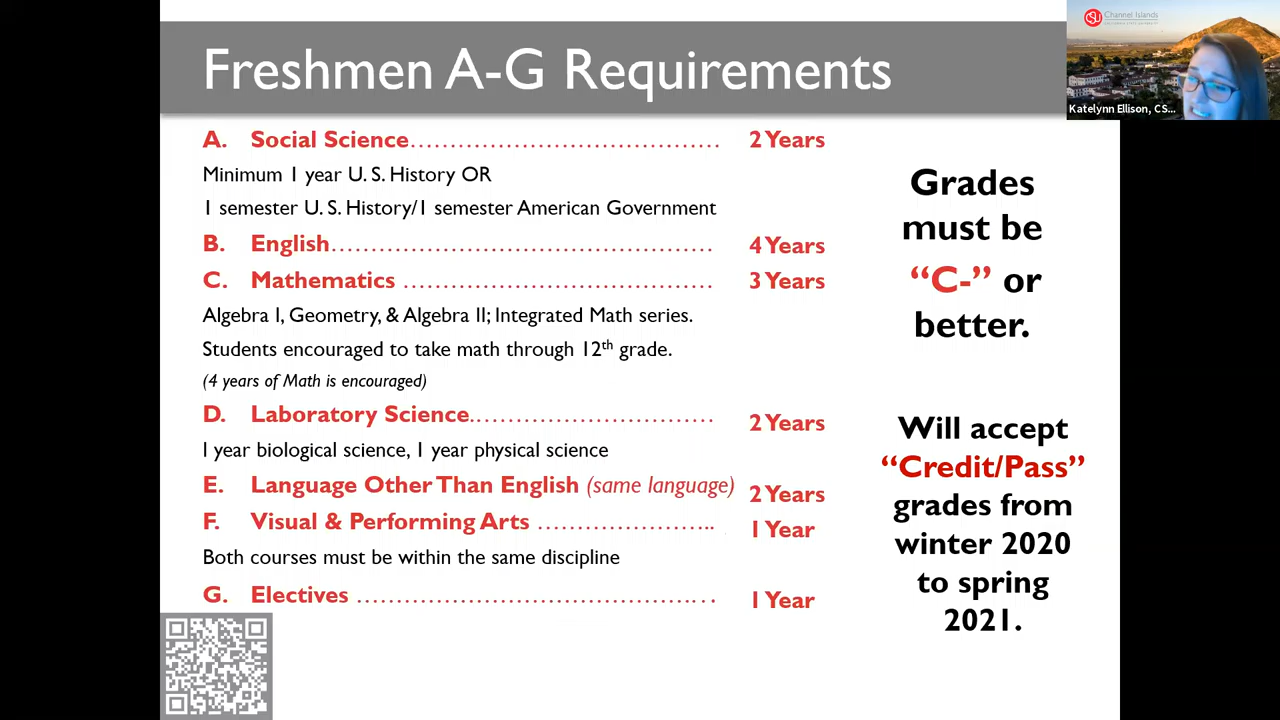 Freshmen A-G Requirements
A. Social Science........................................ 2 Years
Minimum 1 year U. S. History OR
1 semester U. S. History/1 semester American Government
B. English................................................. 4 Years
C. Mathematics ........................................ 3 Years
Algebra I, Geometry, & Algebra II; Integrated Math series.
Students encouraged to take math through 12th grade.
(4 years of Math is encouraged)
D. Laboratory Science............................... 2 Years
1 year biological science, 1 year physical science
E. Language Other Than English (same language) 2 Years
F. Visual & Performing Arts ....................... 1 Year
Both courses must be within the same discipline
G. Electives .............................................. 1 Year
Grades
must be
“C-” or
better.
Will accept
“Credit/Pass”
grades from
winter 2020
to spring
2021.
CSU Channel Islands
CALIFORNIA STATE UNIVERSITY
Katelynn Ellison, CS...